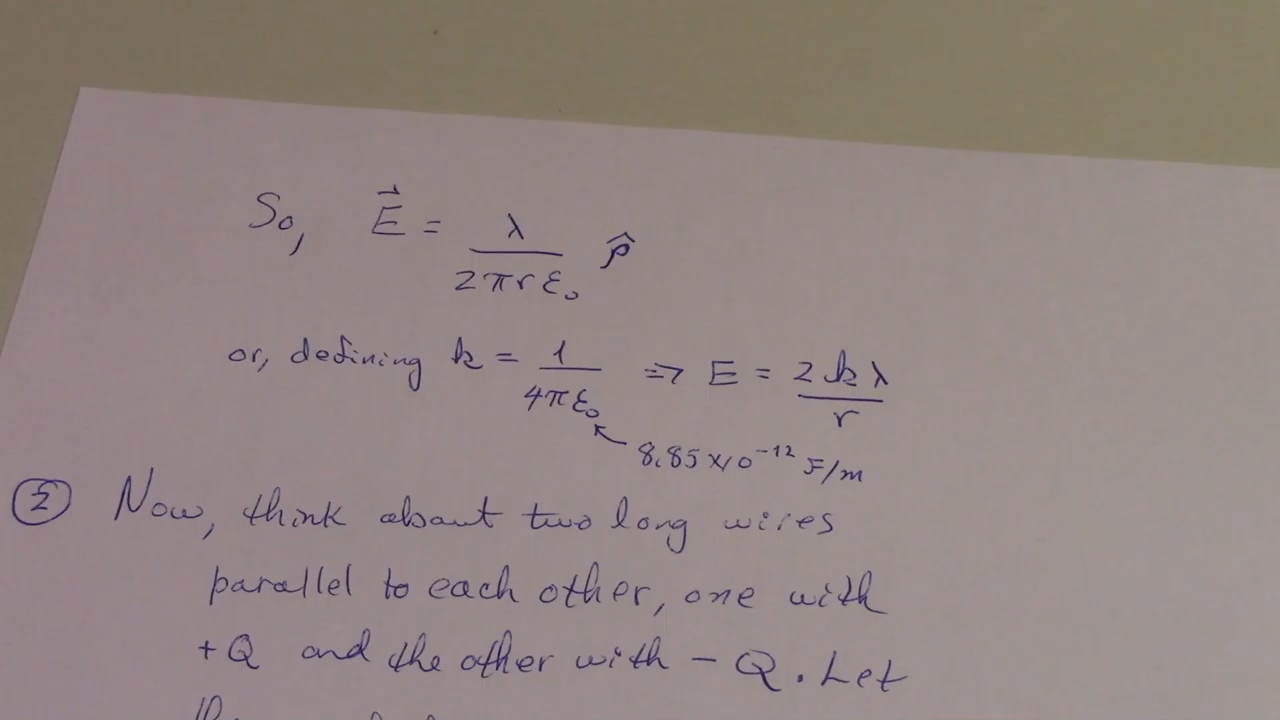 So, E⃗ = λ / 2πrε₀ ρ̂
or, defining k = 1 / 4πε₀ ⇒ E = 2kλ / r
8.85×10⁻¹² F/m
② Now, think about two long wires
parallel to each other, one with
+Q and the other with -Q. Let